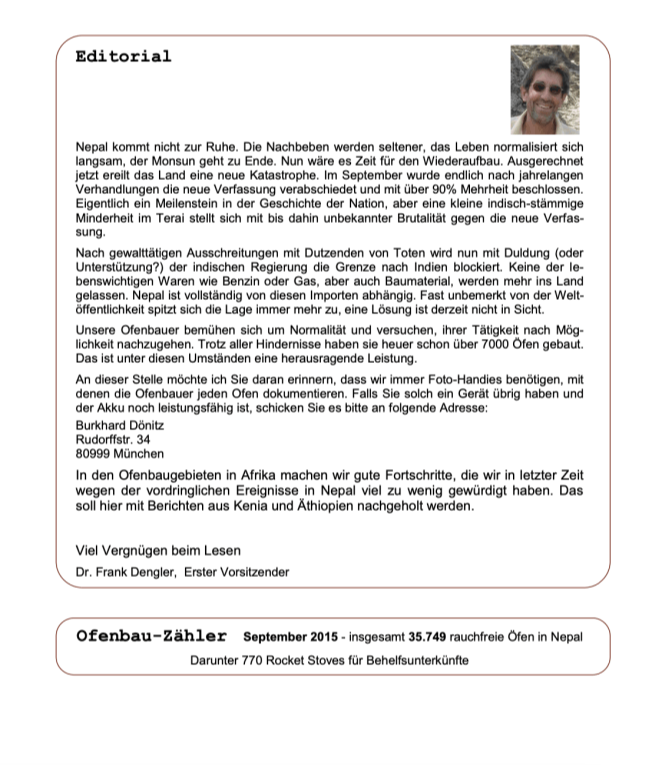 Editorial
Nepal kommt nicht zur Ruhe. Die Nachbeben werden seltener, das Leben normalisiert sich
langsam, der Monsun geht zu Ende. Nun wäre es Zeit für den Wiederaufbau. Ausgerechnet
jetzt ereilt das Land eine neue Katastrophe. Im September wurde endlich nach jahrelangen
Verhandlungen die neue Verfassung verabschiedet und mit über 90% Mehrheit beschlossen.
Eigentlich ein Meilenstein in der Geschichte der Nation, aber eine kleine indisch-stämmige
Minderheit im Terai stellt sich mit bis dahin unbekannter Brutalität gegen die neue Verfas-
sung.
Nach gewalttätigen Ausschreitungen mit Dutzenden von Toten wird nun mit Duldung (oder
Unterstützung?) der indischen Regierung die Grenze nach Indien blockiert. Keine der le-
benswichtigen Waren wie Benzin oder Gas, aber auch Baumaterial, werden mehr ins Land
gelassen. Nepal ist vollständig von diesen Importen abhängig. Fast unbemerkt von der Welt-
öffentlichkeit spitzt sich die Lage immer mehr zu, eine Lösung ist derzeit nicht in Sicht.
Unsere Ofenbauer bemühen sich um Normalität und versuchen, ihrer Tätigkeit nach Mög-
lichkeit nachzugehen. Trotz aller Hindernisse haben sie heuer schon über 7000 Öfen gebaut.
Das ist unter diesen Umständen eine herausragende Leistung.
An dieser Stelle möchte ich Sie daran erinnern, dass wir immer Foto-Handies benötigen, mit
denen die Ofenbauer jeden Ofen dokumentieren. Falls Sie solch ein Gerät übrig haben und
der Akku noch leistungsfähig ist, schicken Sie es bitte an folgende Adresse:
Burkhard Dönitz
Rudorffstr. 34
80999 München
In den Ofenbaugebieten in Afrika machen wir gute Fortschritte, die wir in letzter Zeit
wegen der vordringlichen Ereignisse in Nepal viel zu wenig gewürdigt haben. Das
soll hier mit Berichten aus Kenia und Äthiopien nachgeholt werden.
Viel Vergnügen beim Lesen
Dr. Frank Dengler, Erster Vorsitzender
Ofenbau-Zähler September 2015 - insgesamt 35.749 rauchfreie Öfen in Nepal
Darunter 770 Rocket Stoves für Behelfsunterkünfte